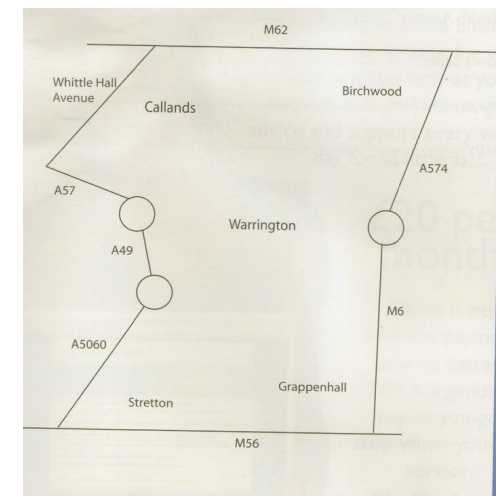 M62
Whittle Hall
Avenue
Birchwood
Callands
A574
A57
Warrington
A49
M6
A5060
Grappenhall
Stretton
M56